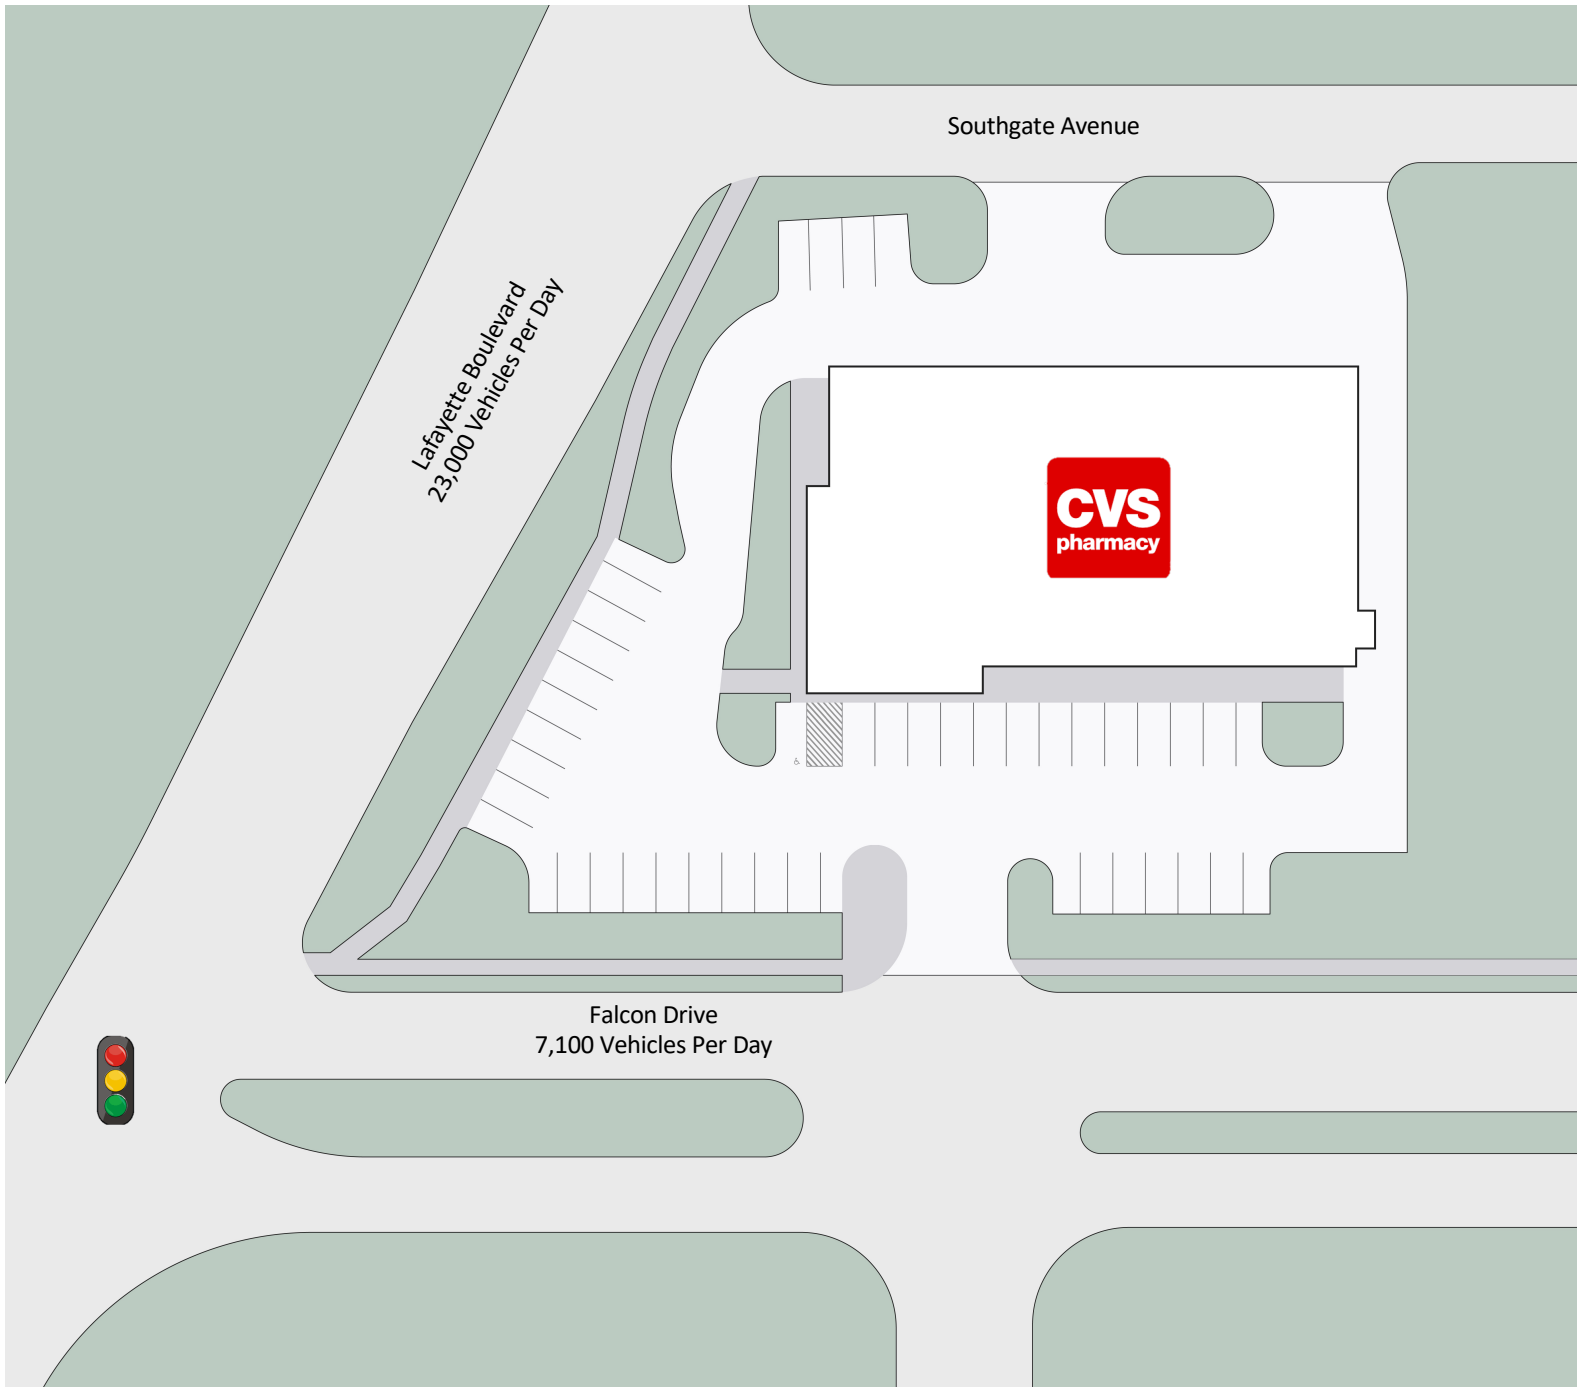 Southgate Avenue
Lafayette Boulevard
23,000 Vehicles Per Day
CVS
pharmacy
Falcon Drive
7,100 Vehicles Per Day